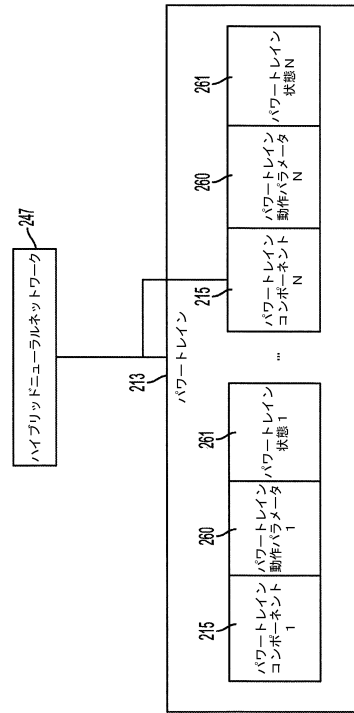 ハイブリッドニューラルネットワーク
247
213
パワートレイン
215
パワートレイン
コンポーネント
1
260
パワートレイン
動作パラメータ
1
261
パワートレイン
状態 1
...
215
パワートレイン
コンポーネント
N
260
パワートレイン
動作パラメータ
N
261
パワートレイン
状態 N